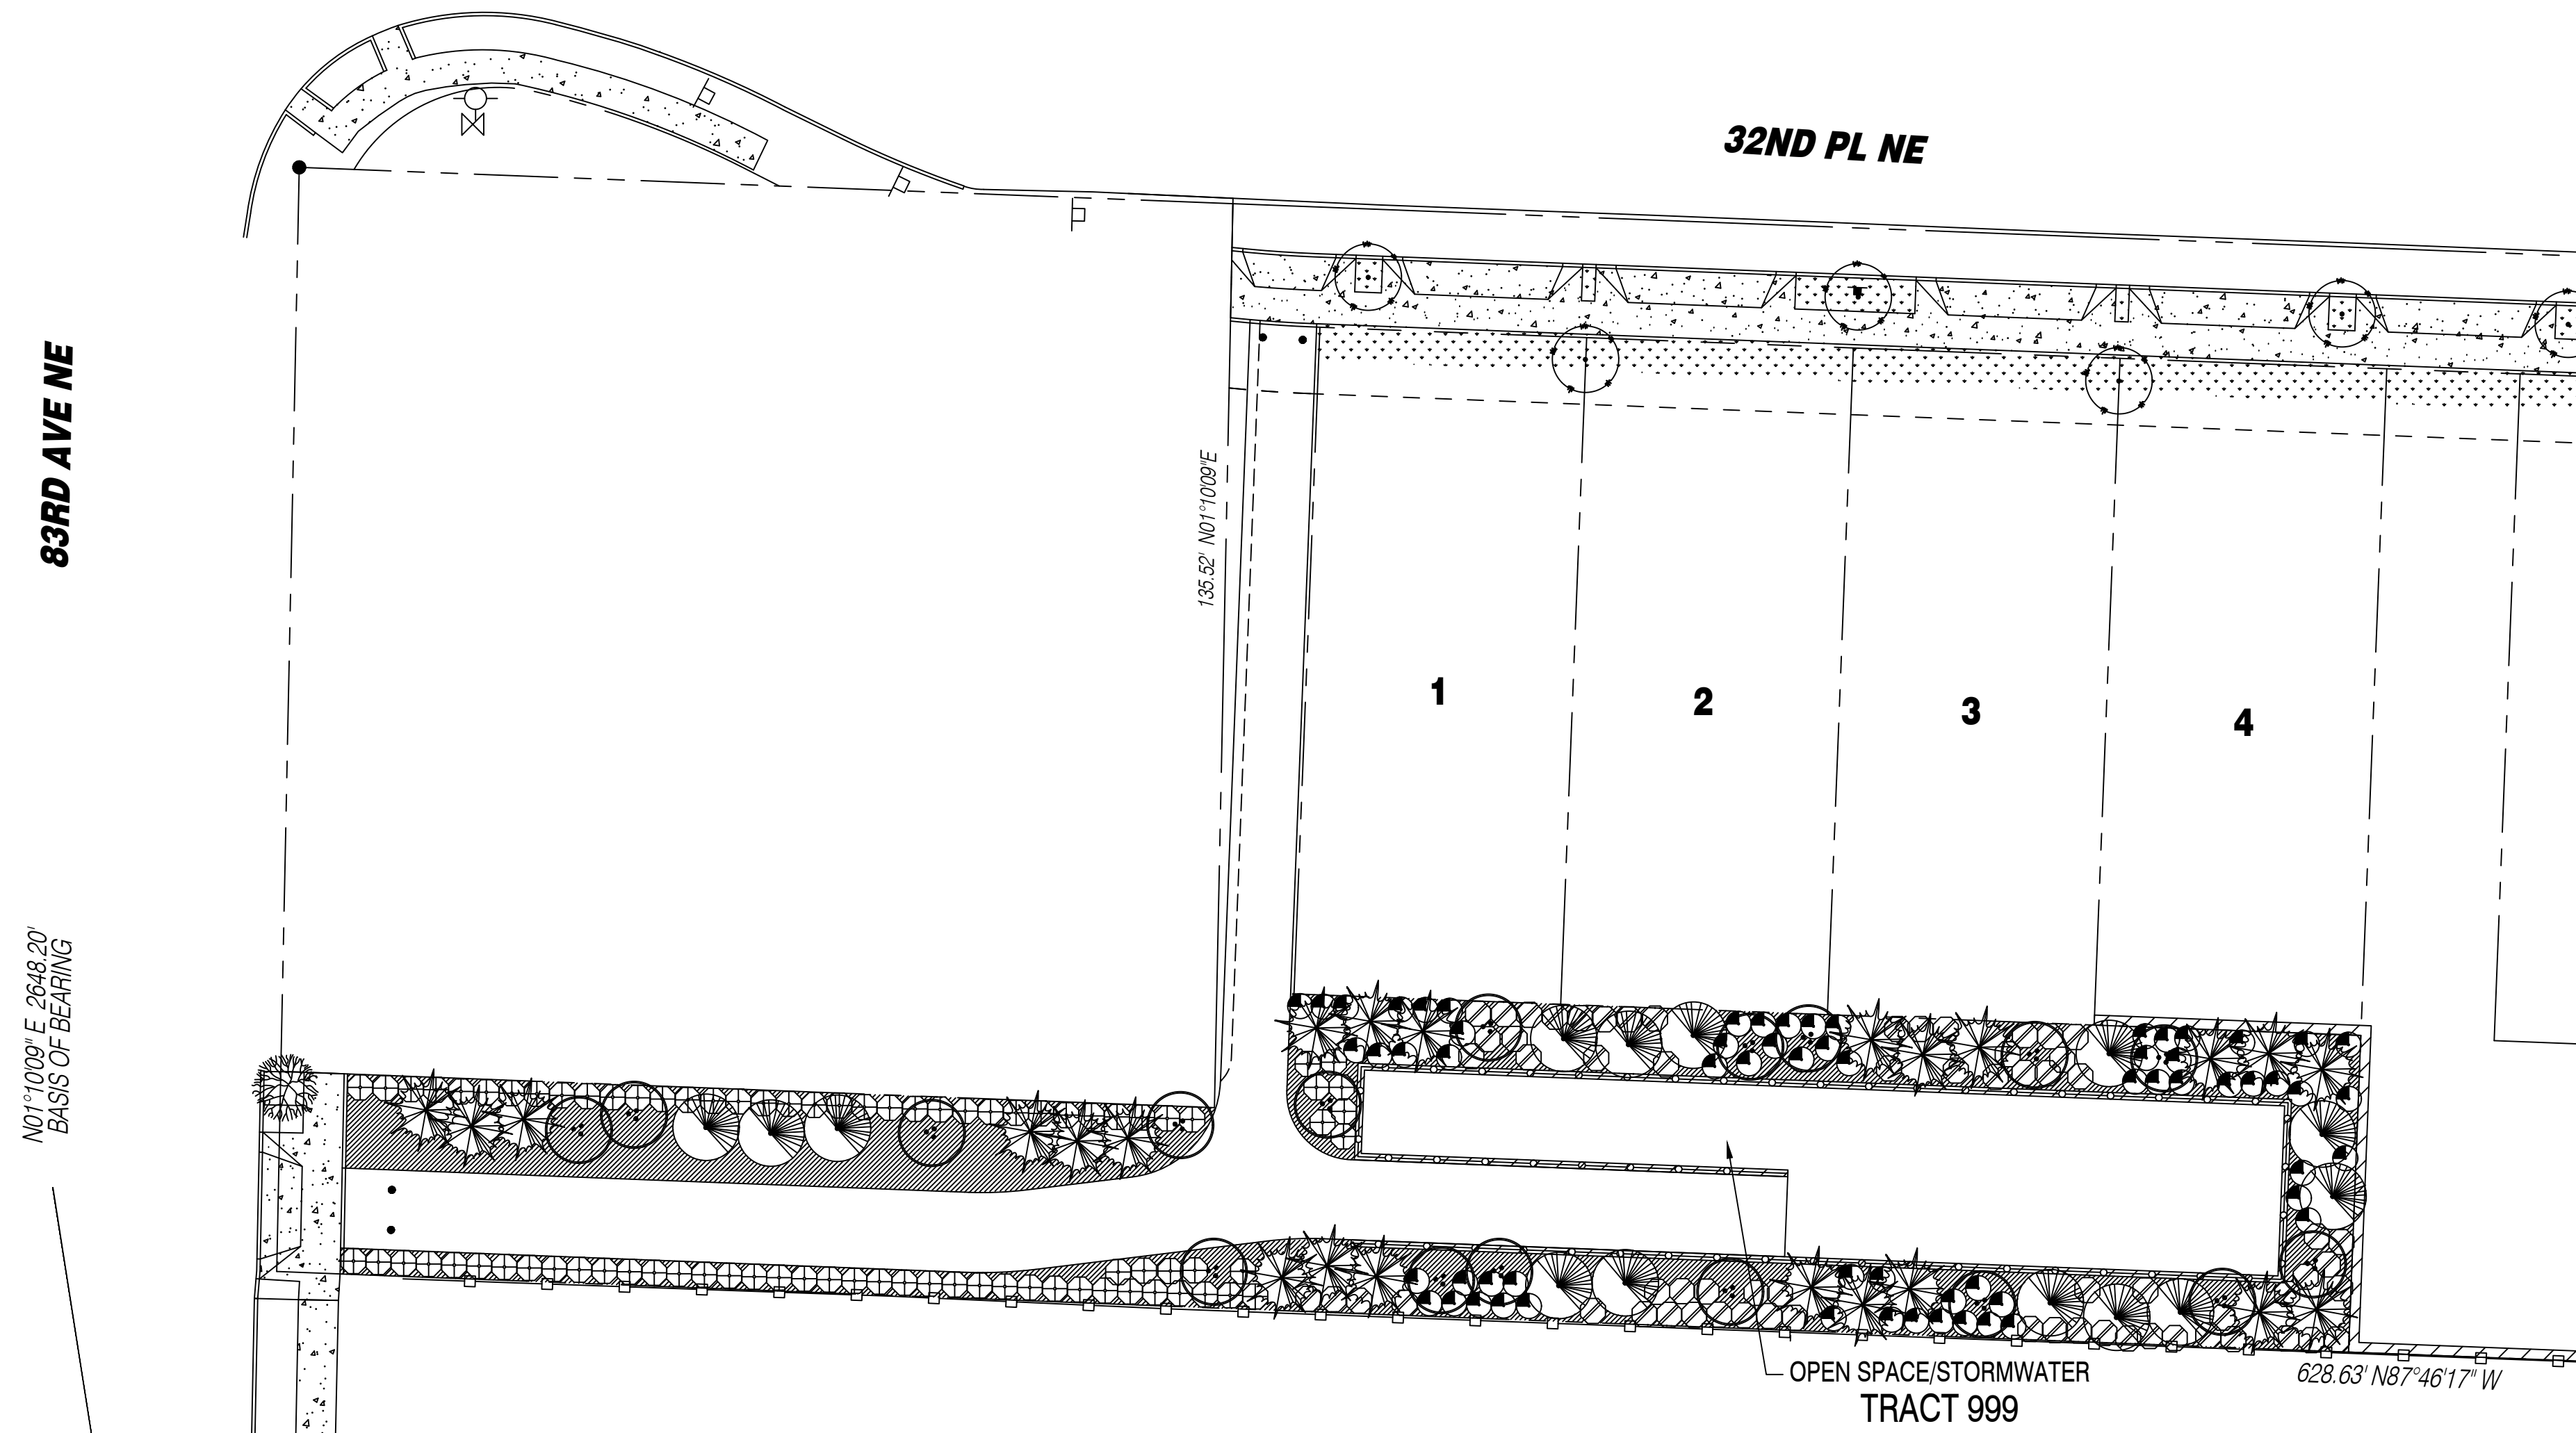 32ND PL NE
83RD AVE NE
135.52' N01°10'09"E
1
2
3
4
N01°10'09" E 2648.20'
BASIS OF BEARING
OPEN SPACE/STORMWATER
TRACT 999
628.63' N87°46'17" W